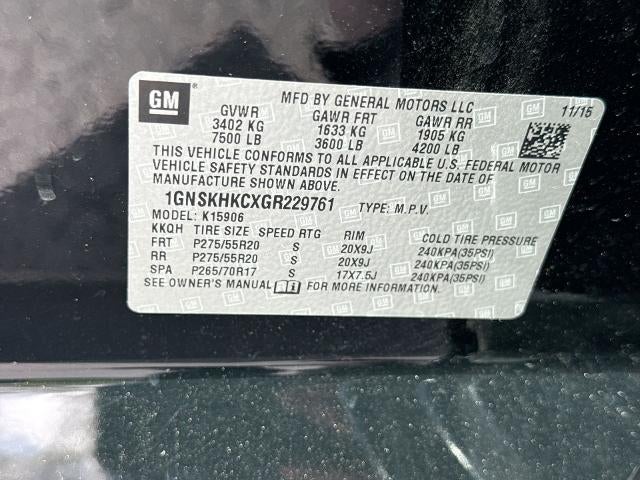 GM
MFD BY GENERAL MOTORS LLC 11/15
GVWR GAWR FRT GAWR RR
3402 KG 1633 KG 1905 KG
7500 LB 3600 LB 4200 LB
THIS VEHICLE CONFORMS TO ALL APPLICABLE U.S. FEDERAL MOTOR
VEHICLE SAFETY STANDARDS IN EFFECT ON THE DATE OF
MANUFACTURE SHOWN ABOVE.
1GNSKHKCXGR229761 TYPE: M.P.V.
MODEL: K15906
KKQH TIRE SIZE SPEED RTG RIM COLD TIRE PRESSURE
FRT P275/55R20 S 20X9J 240KPA(35PSI)
RR P275/55R20 S 20X9J 240KPA(35PSI)
SPA P265/70R17 S 17X7.5J 240KPA(35PSI)
SEE OWNER'S MANUAL FOR MORE INFORMATION.